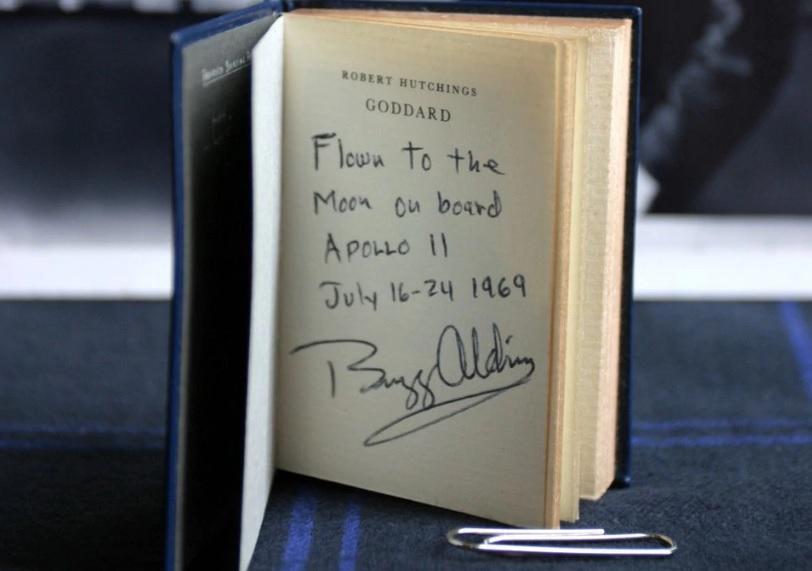 ROBERT HUTCHINGS
GODDARD
Flown to the
Moon on board
APOLLO 11
July 16-24 1969
Buzz Aldrin